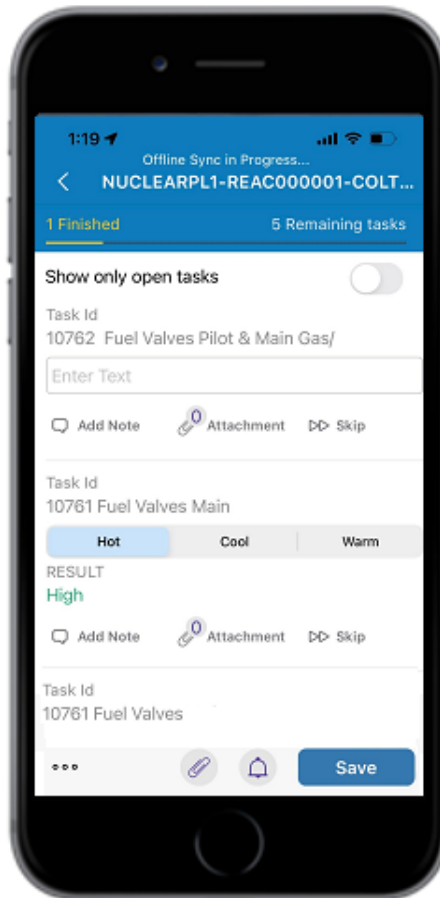 1:19
Offline Sync in Progress...
NUCLEARPL1-REAC000001-COLT...
1 Finished 5 Remaining tasks
Show only open tasks
Task Id
10762 Fuel Valves Pilot & Main Gas/
Enter Text
Add Note 0 Attachment Skip
Task Id
10761 Fuel Valves Main
Hot Cool Warm
RESULT
High
Add Note 0 Attachment Skip
Task Id
10761 Fuel Valves
Save